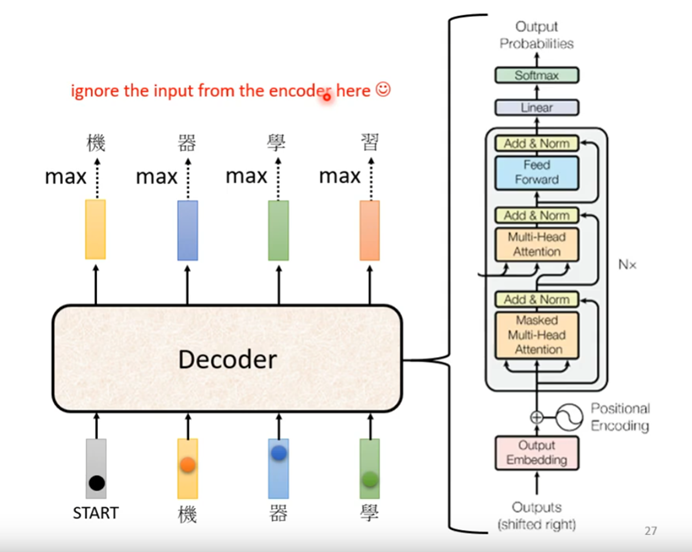 ignore the input from the encoder here ☺
機 器 學 習
max max max max
Decoder
START 機 器 學
Output
Probabilities
Softmax
Linear
Add & Norm
Feed
Forward
Add & Norm
Multi-Head
Attention
Nx
Add & Norm
Masked
Multi-Head
Attention
Positional
Encoding
Output
Embedding
Outputs
(shifted right)
27